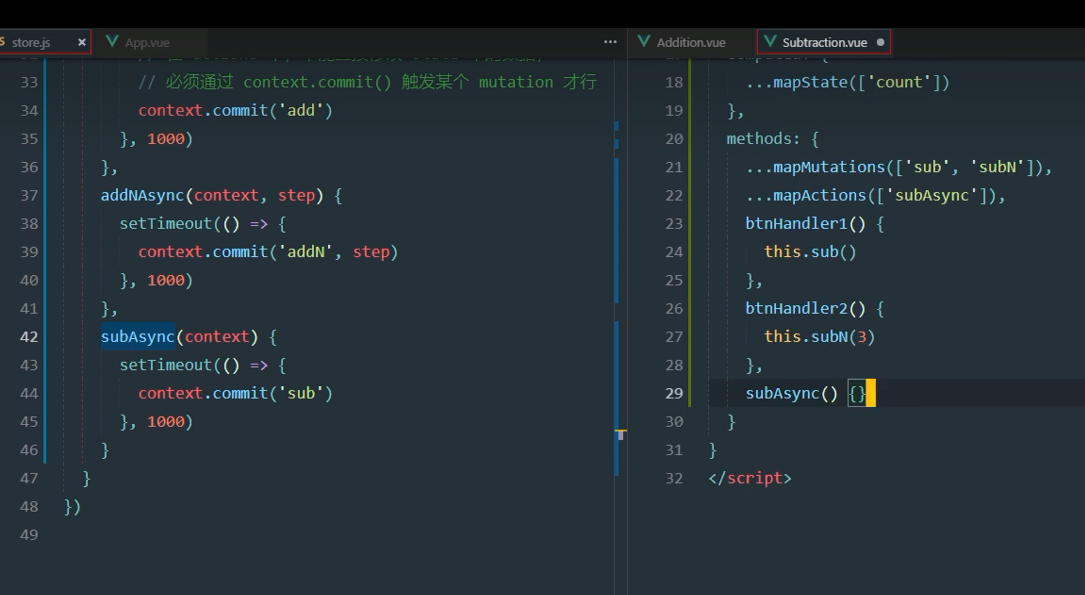 store.js × App.vue ...
33 // 必须通过 context.commit() 触发某个 mutation 才行
34 context.commit('add')
35 }, 1000)
36 },
37 addNAsync(context, step) {
38 setTimeout(() => {
39 context.commit('addN', step)
40 }, 1000)
41 },
42 subAsync(context) {
43 setTimeout(() => {
44 context.commit('sub')
45 }, 1000)
46 }
47 }
48 })
49
Addition.vue Subtraction.vue
18 ...mapState(['count'])
19 },
20 methods: {
21 ...mapMutations(['sub', 'subN']),
22 ...mapActions(['subAsync']),
23 btnHandler1() {
24 this.sub()
25 },
26 btnHandler2() {
27 this.subN(3)
28 },
29 subAsync() {}
30 }
31 }
32 </script>